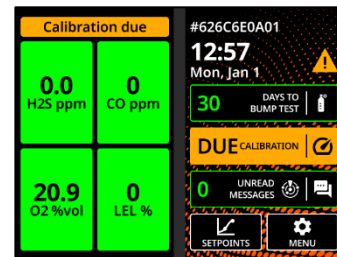 Calibration due
0.0
H2S ppm
0
CO ppm
20.9
O2 %vol
0
LEL %
#626C6E0A01
12:57
Mon, Jan 1
30 DAYS TO
BUMP TEST
DUE CALIBRATION
0 UNREAD
MESSAGES
SETPOINTS
MENU